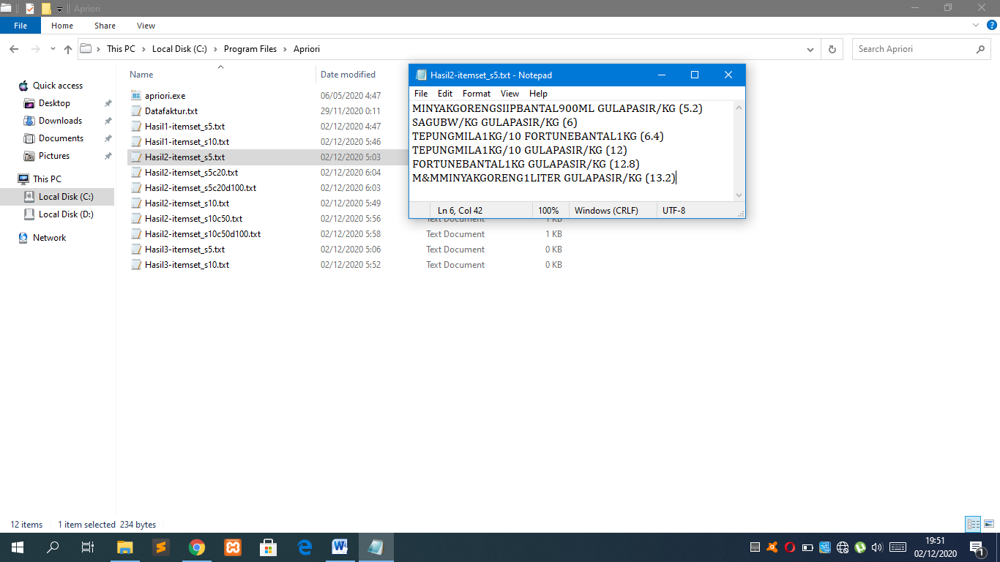 Apriori
File Home Share View
This PC Local Disk (C:) Program Files Apriori
Search Apriori
Quick access
Desktop
Downloads
Documents
Pictures
This PC
Local Disk (C:)
Local Disk (D:)
Network
Name Date modified
apriori.exe 06/05/2020 4:47
Datafaktur.txt 29/11/2020 0:11
Hasil1-itemset_s5.txt 02/12/2020 4:47
Hasil1-itemset_s10.txt 02/12/2020 5:46
Hasil2-itemset_s5.txt 02/12/2020 5:03
Hasil2-itemset_s5c20.txt 02/12/2020 6:04
Hasil2-itemset_s5c20d100.txt 02/12/2020 6:03
Hasil2-itemset_s10.txt 02/12/2020 5:49
Hasil2-itemset_s10c50.txt 02/12/2020 5:56 Text Document 1 KB
Hasil2-itemset_s10c50d100.txt 02/12/2020 5:58 Text Document 1 KB
Hasil3-itemset_s5.txt 02/12/2020 5:06 Text Document 0 KB
Hasil3-itemset_s10.txt 02/12/2020 5:52 Text Document 0 KB
Hasil2-itemset_s5.txt - Notepad
File Edit Format View Help
MINYAKGORENGSIIPBANTAL900ML GULAPASIR/KG (5.2)
SAGUBW/KG GULAPASIR/KG (6)
TEPUNGMILA1KG/10 FORTUNEBANTAL1KG (6.4)
TEPUNGMILA1KG/10 GULAPASIR/KG (12)
FORTUNEBANTAL1KG GULAPASIR/KG (12.8)
M&MMINYAKGORENG1LITER GULAPASIR/KG (13.2)
Ln 6, Col 42 100% Windows (CRLF) UTF-8
12 items 1 item selected 234 bytes
19:51
02/12/2020
1